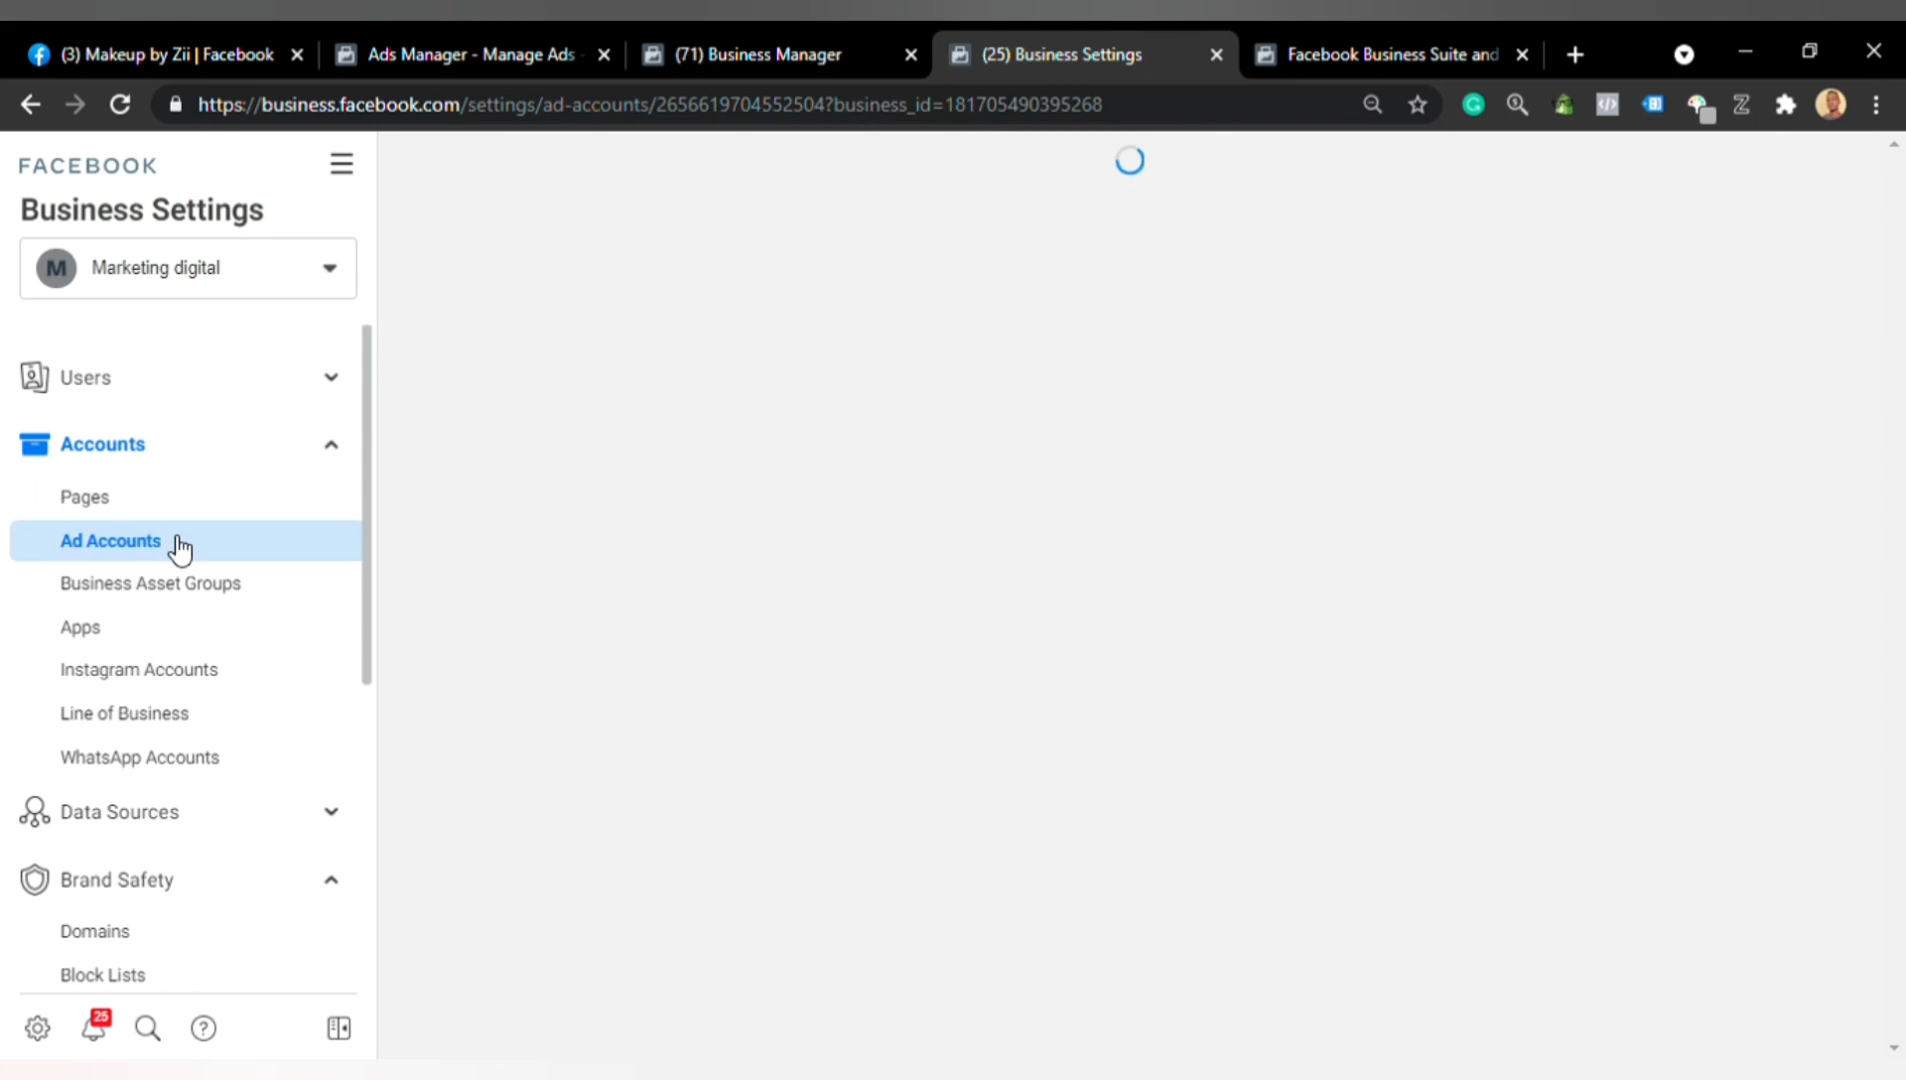 (3) Makeup by Zii | Facebook
Ads Manager - Manage Ads -
(71) Business Manager
(25) Business Settings
Facebook Business Suite and
https://business.facebook.com/settings/ad-accounts/2656619704552504?business_id=181705490395268
FACEBOOK
Business Settings
M Marketing digital
Users
Accounts
Pages
Ad Accounts
Business Asset Groups
Apps
Instagram Accounts
Line of Business
WhatsApp Accounts
Data Sources
Brand Safety
Domains
Block Lists
25